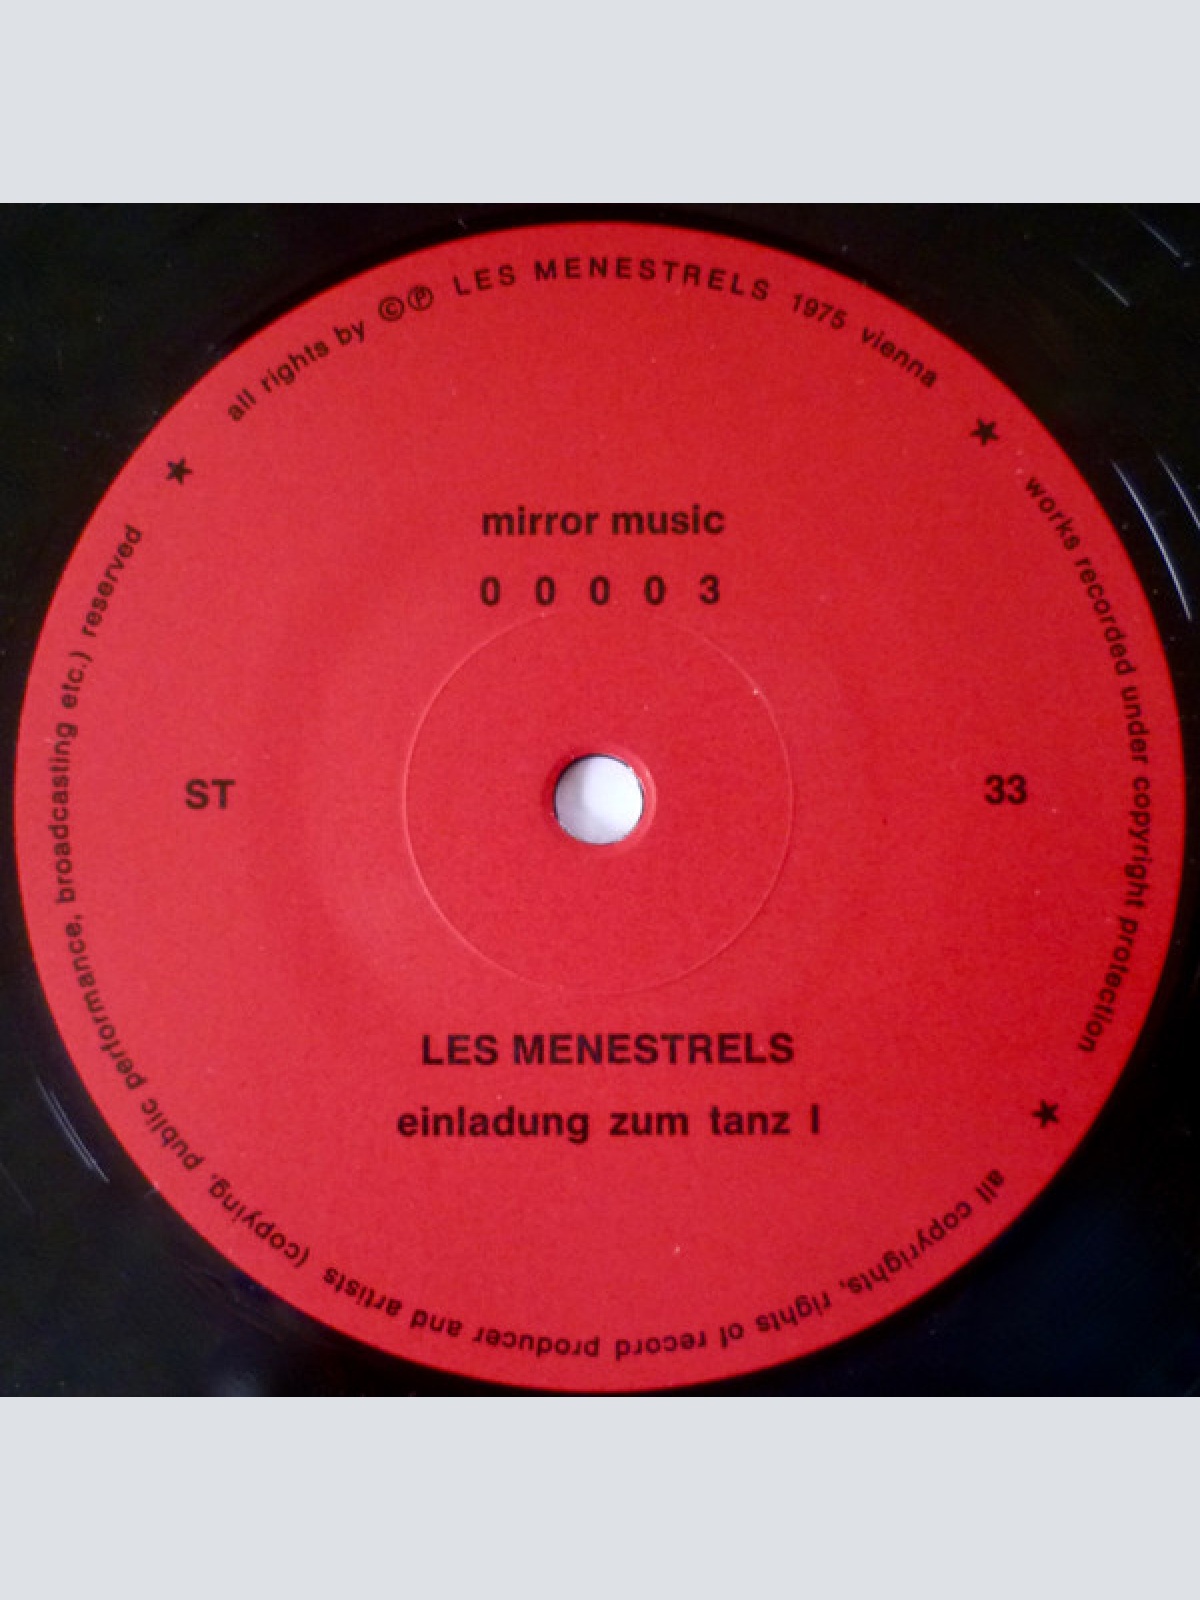 all rights by ©℗ LES MENESTRELS 1975 vienna ★ works recorded under copyright protection ★ all copyrights, rights of record producer and artists (copying, public performance, broadcasting etc.) reserved ★
mirror music
0 0 0 0 3
ST
33
LES MENESTRELS
einladung zum tanz I